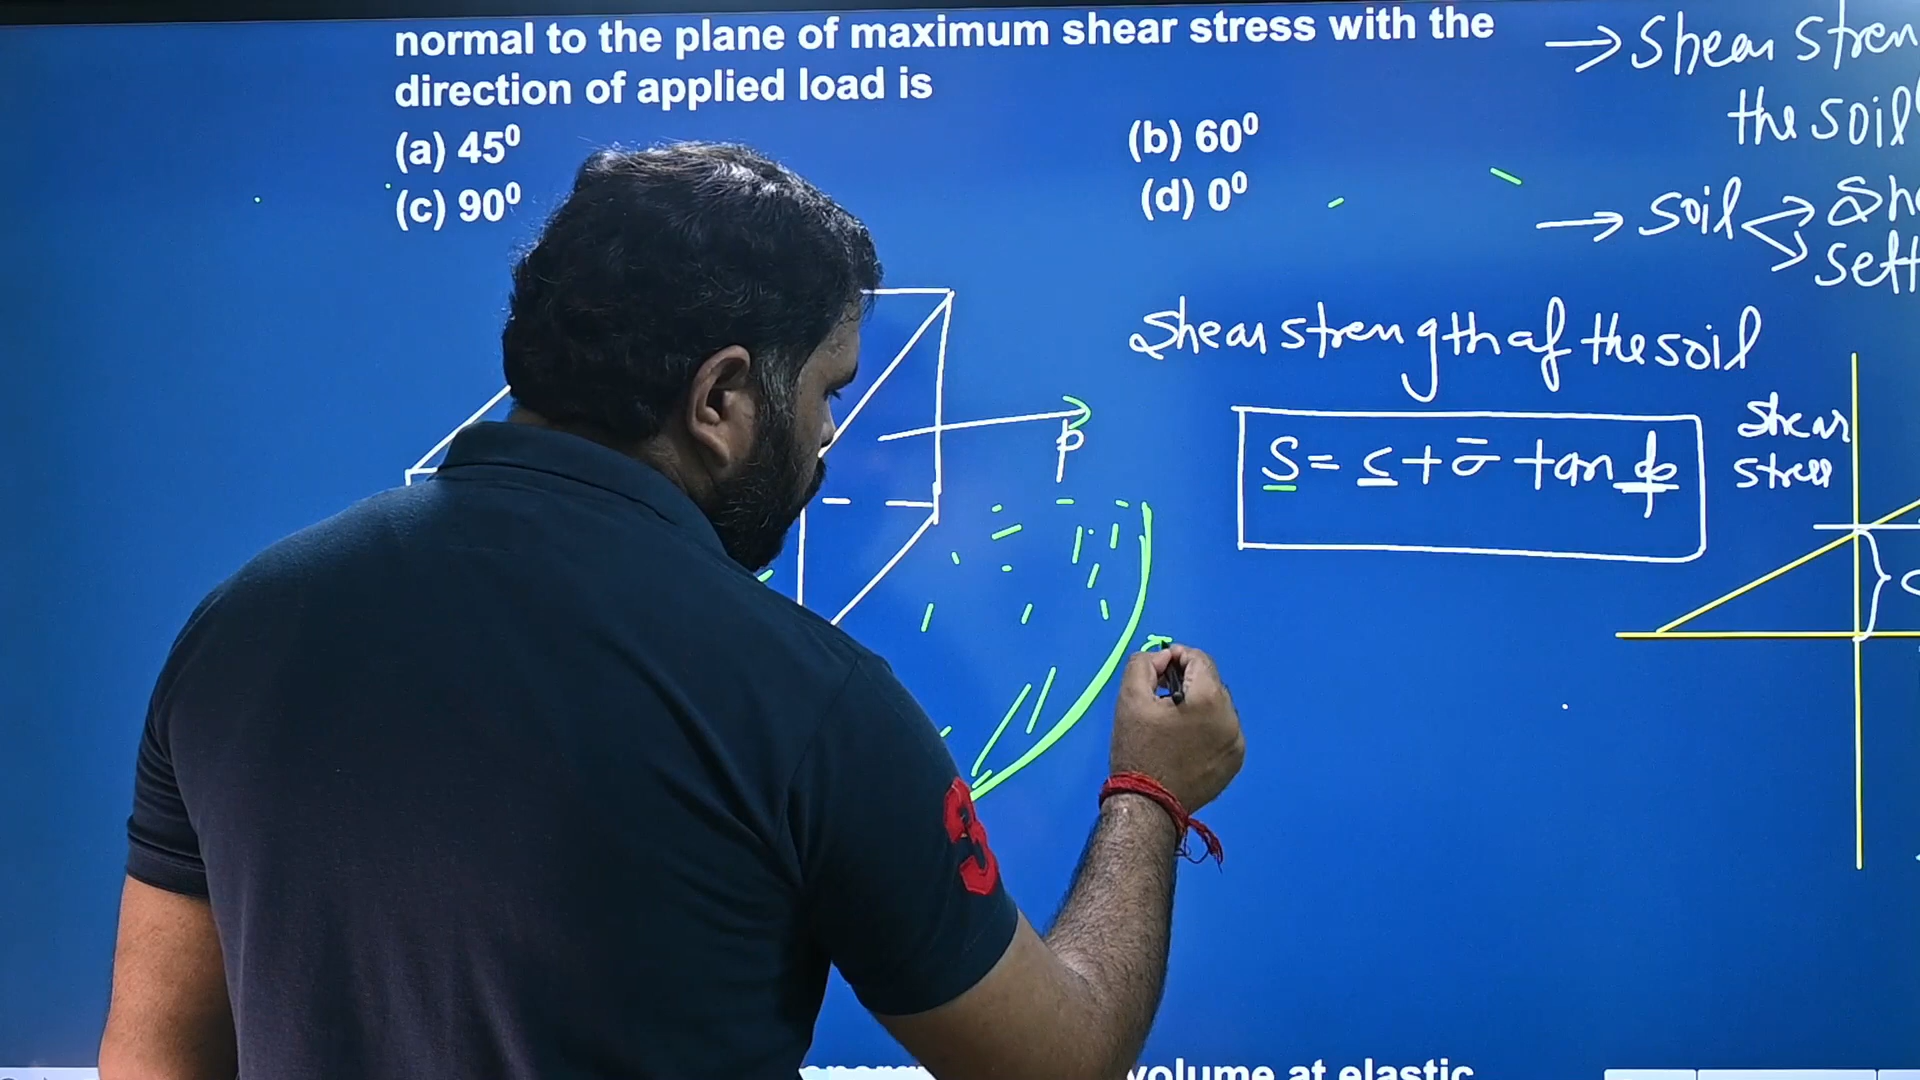 normal to the plane of maximum shear stress with the
direction of applied load is
(a) 45⁰
(b) 60⁰
(c) 90⁰
(d) 0⁰
→ Shear stren
the soil
→ soil
sett
Shear strength of the soil
P
S = c + σ̄ tan ϕ
Shear
stress
3
volume at elastic